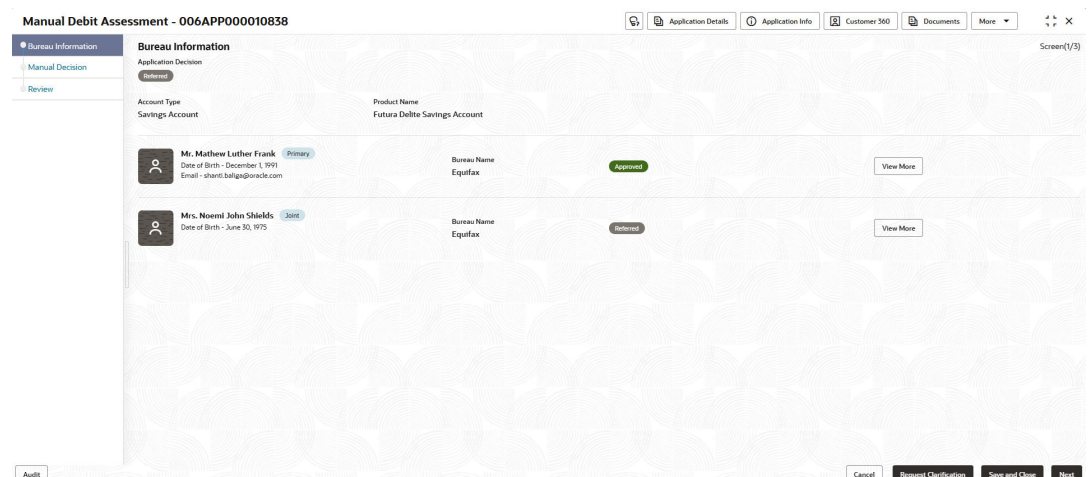 Manual Debit Assessment - 006APP000010838
Application Details
Application Info
Customer 360
Documents
More
Bureau Information
Manual Decision
Review
Bureau Information
Screen(1/3)
Application Decision
Referred
Account Type
Product Name
Savings Account
Futura Delite Savings Account
Mr. Mathew Luther Frank Primary
Date of Birth - December 1, 1991
Email - shanti.baliga@oracle.com
Bureau Name
Equifax
Approved
View More
Mrs. Noemi John Shields Joint
Date of Birth - June 30, 1975
Bureau Name
Equifax
Referred
View More
Audit
Cancel
Request Clarification
Save and Close
Next